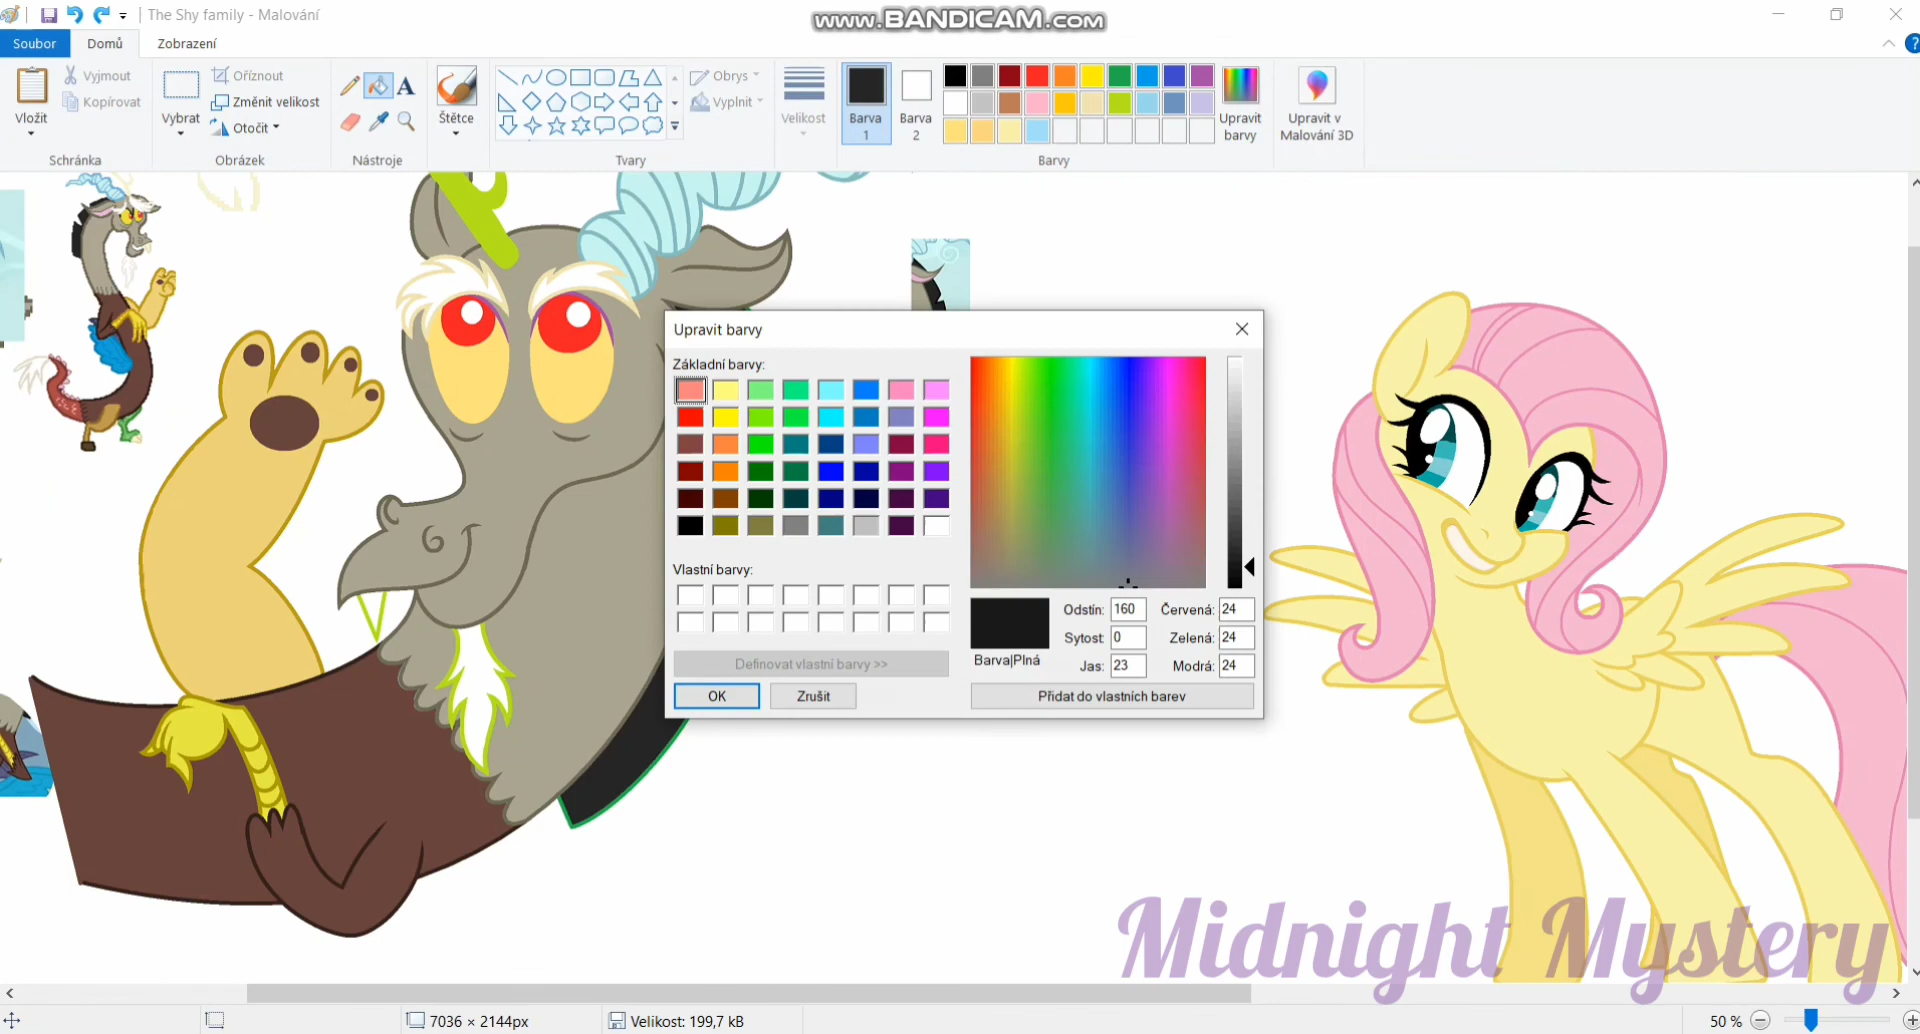 The Shy family - Malování
www.BANDICAM.com
Soubor
Domů
Zobrazení
Vložit
Vyjmout
Kopírovat
Schránka
Vybrat
Oříznout
Změnit velikost
Otočit
Obrázek
A
Nástroje
Štětce
Obrys
Vyplnit
Tvary
Velikost
Barva
1
Barva
2
Upravit
barvy
Barvy
Upravit v
Malování 3D
Upravit barvy
Základní barvy:
Vlastní barvy:
Definovat vlastní barvy >>
OK
Zrušit
Barva|Plná
Odstín: 160
Sytost 0
Jas: 23
Červená: 24
Zelená: 24
Modrá: 24
Přidat do vlastních barev
Midnight Mystery
7036 × 2144px
Velikost: 199,7 kB
50 %